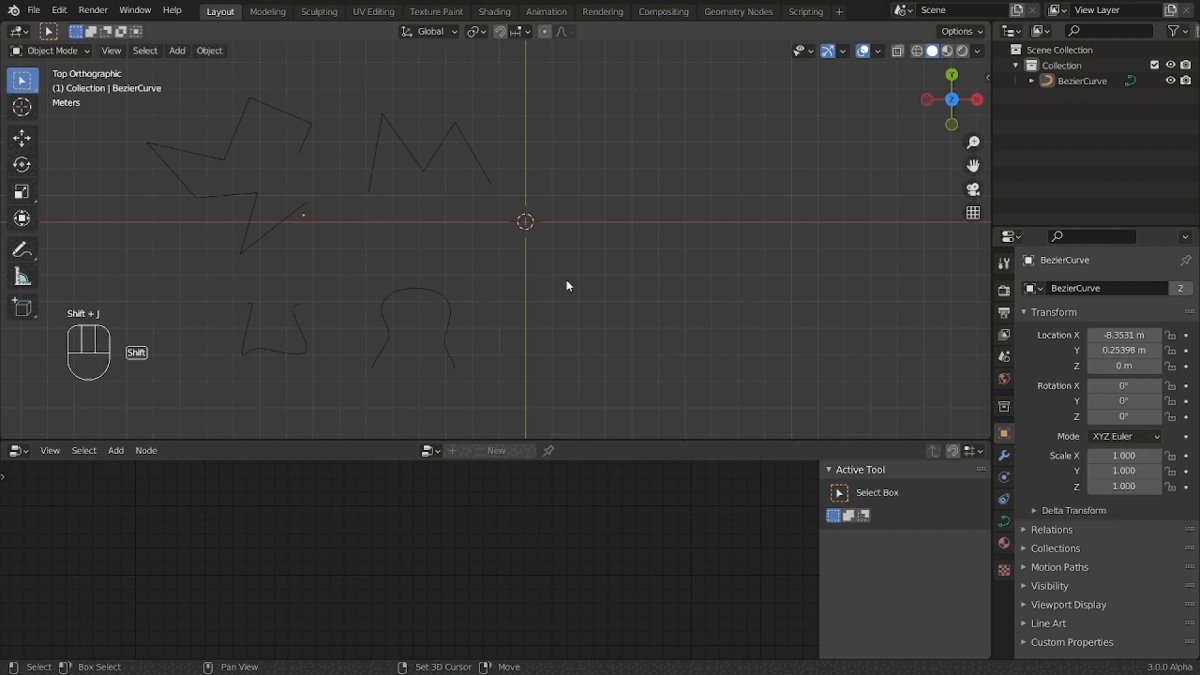 File Edit Render Window Help Layout Modeling Sculpting UV Editing Texture Paint Shading Animation Rendering Compositing Geometry Nodes Scripting + Scene View Layer
Global Options
Object Mode View Select Add Object
Top Orthographic
(1) Collection | BezierCurve
Meters
Shift + J
Shift
Y
Z
X
Scene Collection
Collection
BezierCurve
BezierCurve
BezierCurve 2
Transform
Location X -8.3531 m
Y 0.25398 m
Z 0 m
Rotation X 0°
Y 0°
Z 0°
Mode XYZ Euler
Scale X 1.000
Y 1.000
Z 1.000
Delta Transform
Relations
Collections
Motion Paths
Visibility
Viewport Display
Line Art
Custom Properties
View Select Add Node + New
Active Tool
Select Box
Select Box Select Pan View Set 3D Cursor Move 3.0.0 Alpha